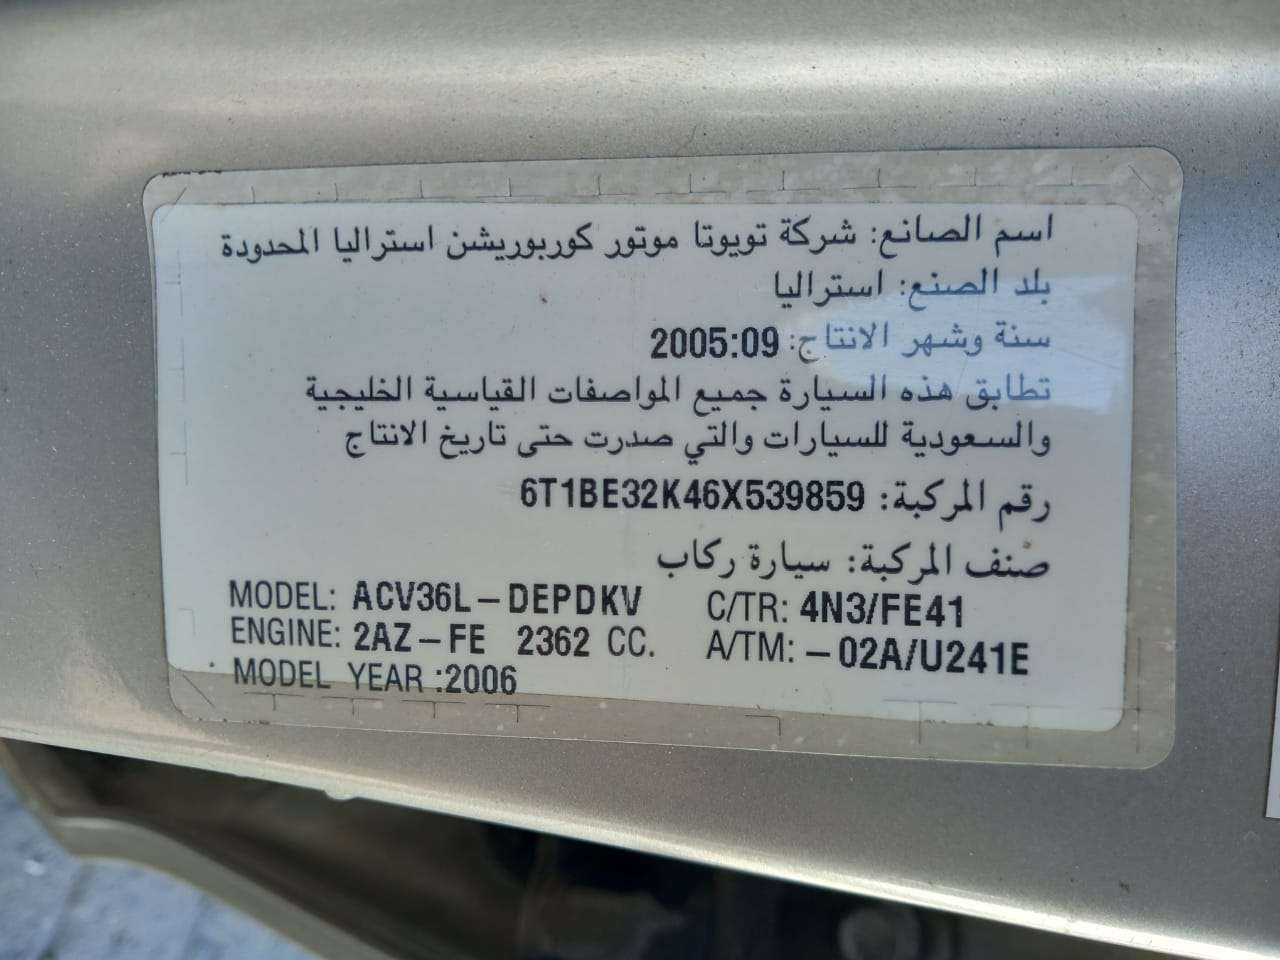 اسم الصانع: شركة تويوتا موتور كوربوريشن استراليا المحدودة
بلد الصنع: استراليا
سنة وشهر الانتاج: 2005:09
تطابق هذه السيارة جميع المواصفات القياسية الخليجية
والسعودية للسيارات والتي صدرت حتى تاريخ الانتاج
رقم المركبة: 6T1BE32K46X539859
صنف المركبة: سيارة ركاب
MODEL: ACV36L-DEPDKV C/TR: 4N3/FE41
ENGINE: 2AZ-FE 2362 CC. A/TM: -02A/U241E
MODEL YEAR :2006